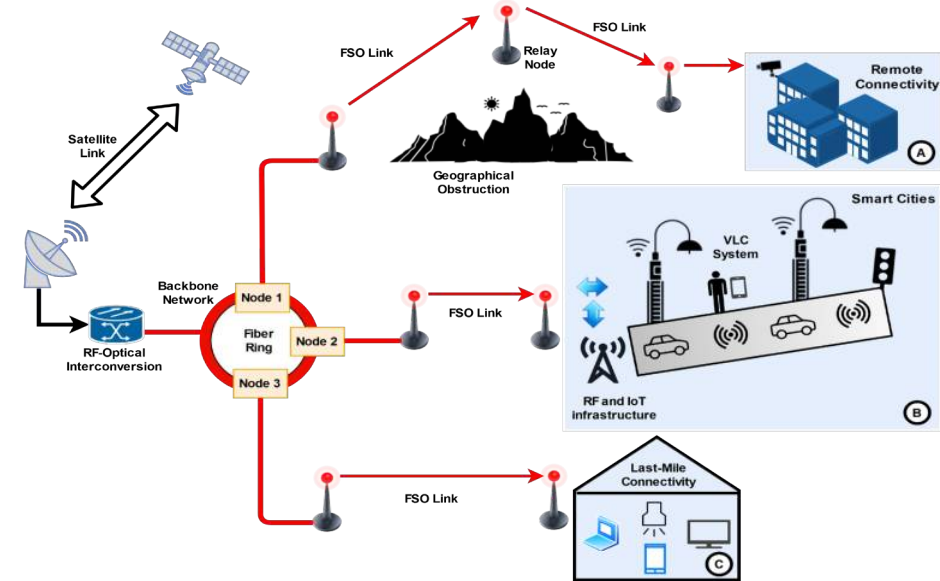 FSO Link
FSO Link
Relay
Node
Remote
Connectivity
A
Satellite
Link
Geographical
Obstruction
Smart Cities
VLC
System
Backbone
Network
Node 1
FSO Link
Fiber
Ring
Node 2
RF-Optical
Interconversion
Node 3
RF and IoT
infrastructure
B
Last-Mile
Connectivity
FSO Link
C